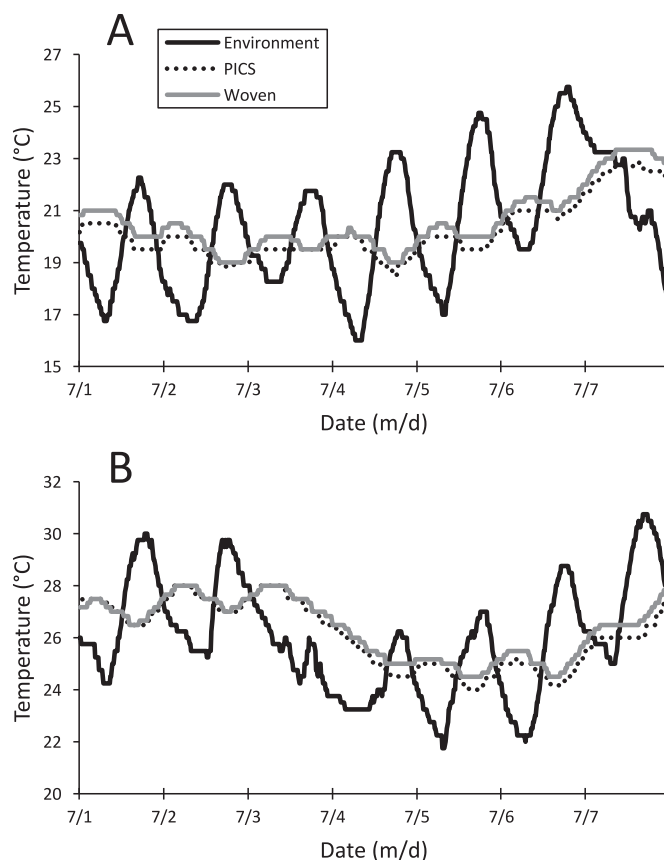 A
Environment
PICS
Woven
27
25
23
21
19
17
15
Temperature (°C)
7/1 7/2 7/3 7/4 7/5 7/6 7/7
Date (m/d)
B
32
30
28
26
24
22
20
Temperature (°C)
7/1 7/2 7/3 7/4 7/5 7/6 7/7
Date (m/d)